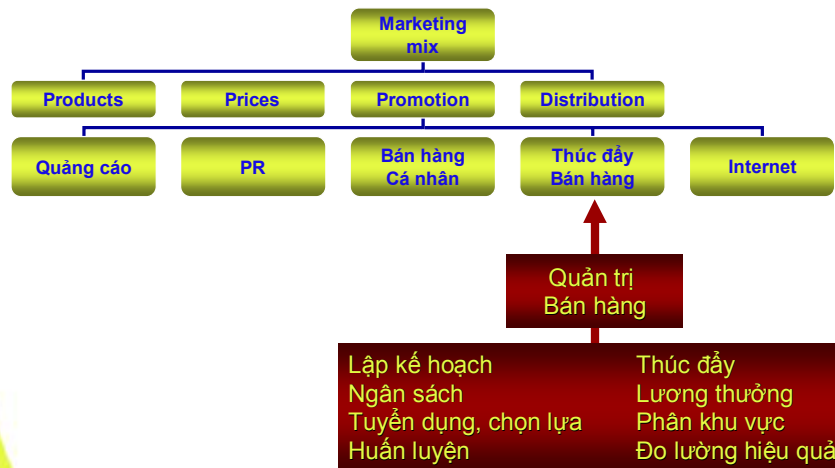 Marketing
mix
Products
Prices
Promotion
Distribution
Quảng cáo
PR
Bán hàng
Cá nhân
Thúc đẩy
Bán hàng
Internet
Quản trị
Bán hàng
Lập kế hoạch
Ngân sách
Tuyển dụng, chọn lựa
Huấn luyện
Thúc đẩy
Lương thưởng
Phân khu vực
Đo lường hiệu quả